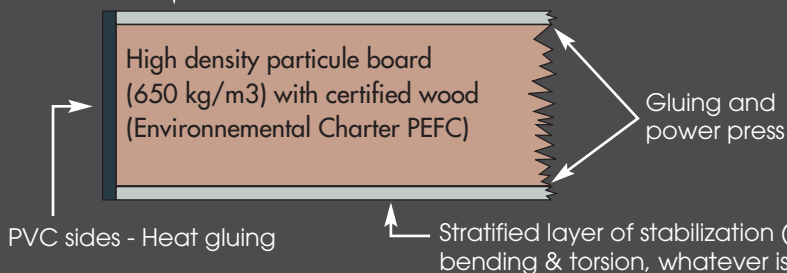 High density particule board
(650 kg/m3) with certified wood
(Environnemental Charter PEFC)
Gluing and
power press
PVC sides - Heat gluing
Stratified layer of stabilization (
bending & torsion, whatever is